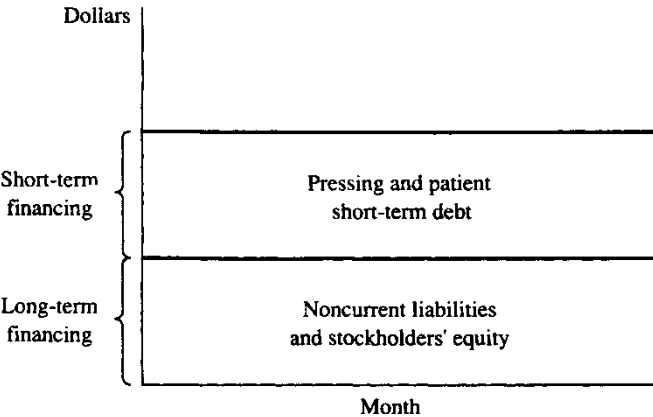 Dollars
Short-term
financing
Pressing and patient
short-term debt
Long-term
financing
Noncurrent liabilities
and stockholders' equity
Month